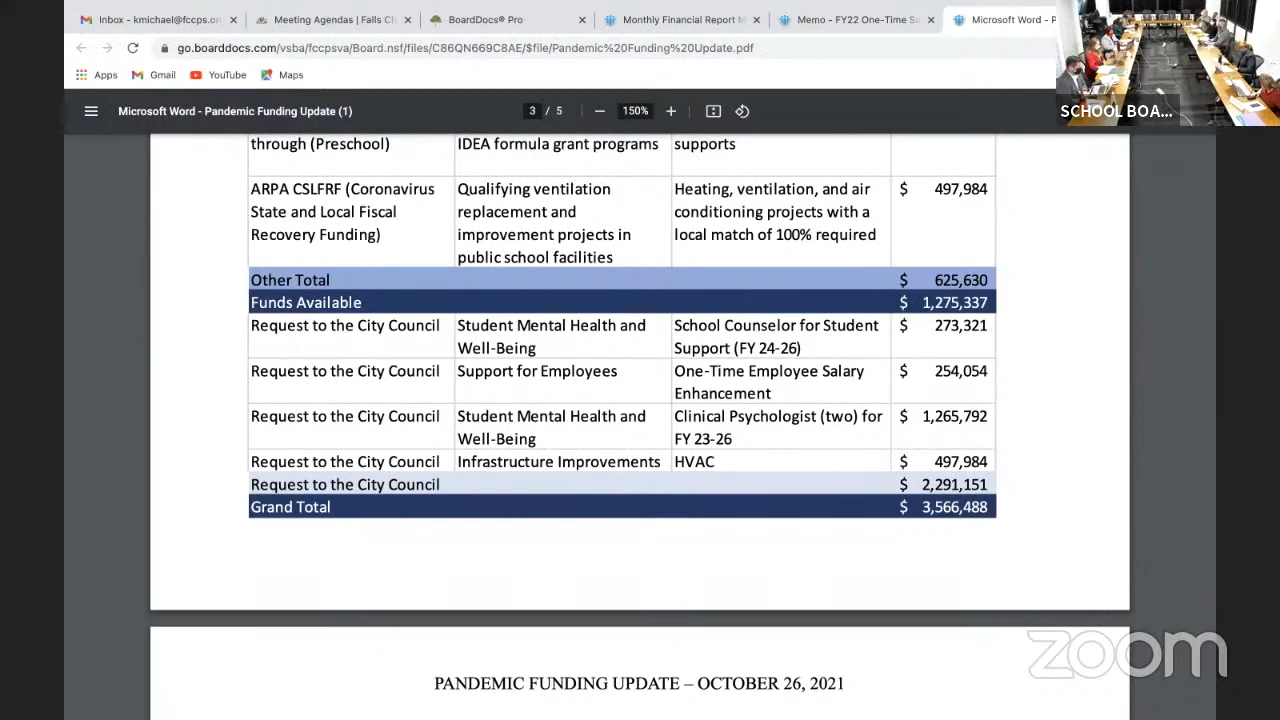 Inbox - kmichael@fccps.or
Meeting Agendas | Falls Ch
BoardDocs® Pro
Monthly Financial Report M
Memo - FY22 One-Time Sa
Microsoft Word - P
go.boarddocs.com/vsba/fccpsva/Board.nsf/files/C86QN669C8AE/$file/Pandemic%20Funding%20Update.pdf
Apps
Gmail
YouTube
Maps
Microsoft Word - Pandemic Funding Update (1)
3 / 5
150%
SCHOOL BOA...
through (Preschool)
IDEA formula grant programs
supports
ARPA CSLFRF (Coronavirus
State and Local Fiscal
Recovery Funding)
Qualifying ventilation
replacement and
improvement projects in
public school facilities
Heating, ventilation, and air
conditioning projects with a
local match of 100% required
$ 497,984
Other Total $ 625,630
Funds Available $ 1,275,337
Request to the City Council
Student Mental Health and
Well-Being
School Counselor for Student
Support (FY 24-26)
$ 273,321
Request to the City Council
Support for Employees
One-Time Employee Salary
Enhancement
$ 254,054
Request to the City Council
Student Mental Health and
Well-Being
Clinical Psychologist (two) for
FY 23-26
$ 1,265,792
Request to the City Council
Infrastructure Improvements
HVAC
$ 497,984
Request to the City Council $ 2,291,151
Grand Total $ 3,566,488
zoom
PANDEMIC FUNDING UPDATE – OCTOBER 26, 2021